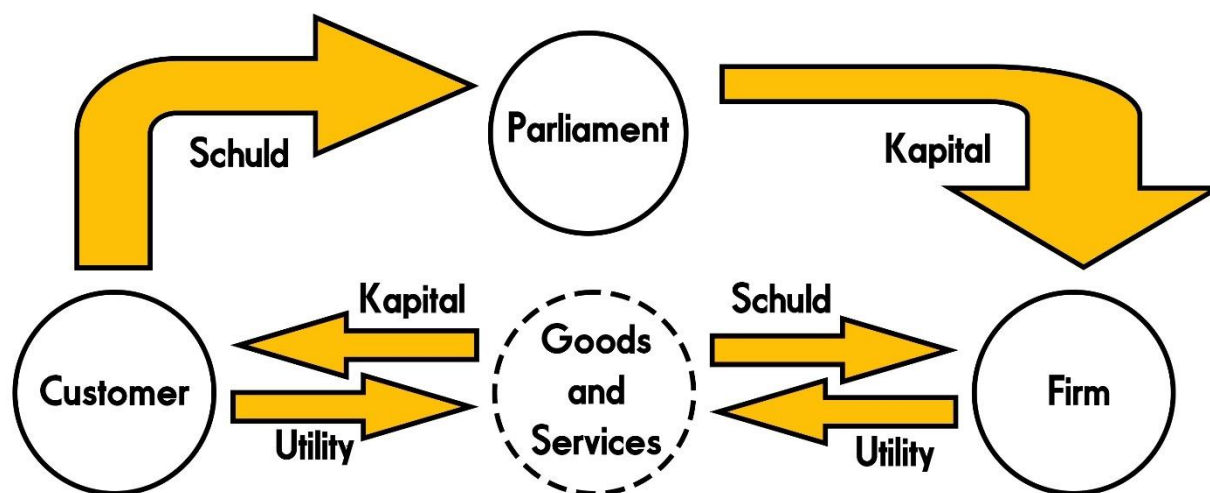 Parliament
Schuld
Kapital
Kapital
Schuld
Goods
and
Services
Customer
Firm
Utility
Utility